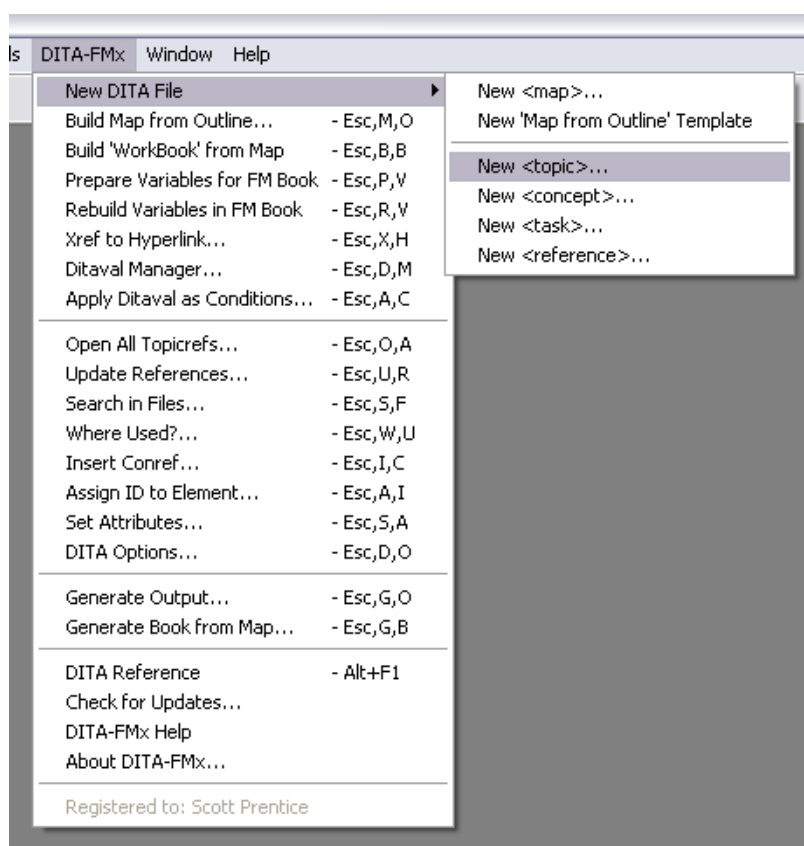 ls DITA-FMx Window Help
New DITA File
Build Map from Outline... - Esc,M,O
Build 'WorkBook' from Map - Esc,B,B
Prepare Variables for FM Book - Esc,P,V
Rebuild Variables in FM Book - Esc,R,V
Xref to Hyperlink... - Esc,X,H
Ditaval Manager... - Esc,D,M
Apply Ditaval as Conditions... - Esc,A,C
Open All Topicrefs... - Esc,O,A
Update References... - Esc,U,R
Search in Files... - Esc,S,F
Where Used?... - Esc,W,U
Insert Conref... - Esc,I,C
Assign ID to Element... - Esc,A,I
Set Attributes... - Esc,S,A
DITA Options... - Esc,D,O
Generate Output... - Esc,G,O
Generate Book from Map... - Esc,G,B
DITA Reference - Alt+F1
Check for Updates...
DITA-FMx Help
About DITA-FMx...
Registered to: Scott Prentice
New <map>...
New 'Map from Outline' Template
New <topic>...
New <concept>...
New <task>...
New <reference>...